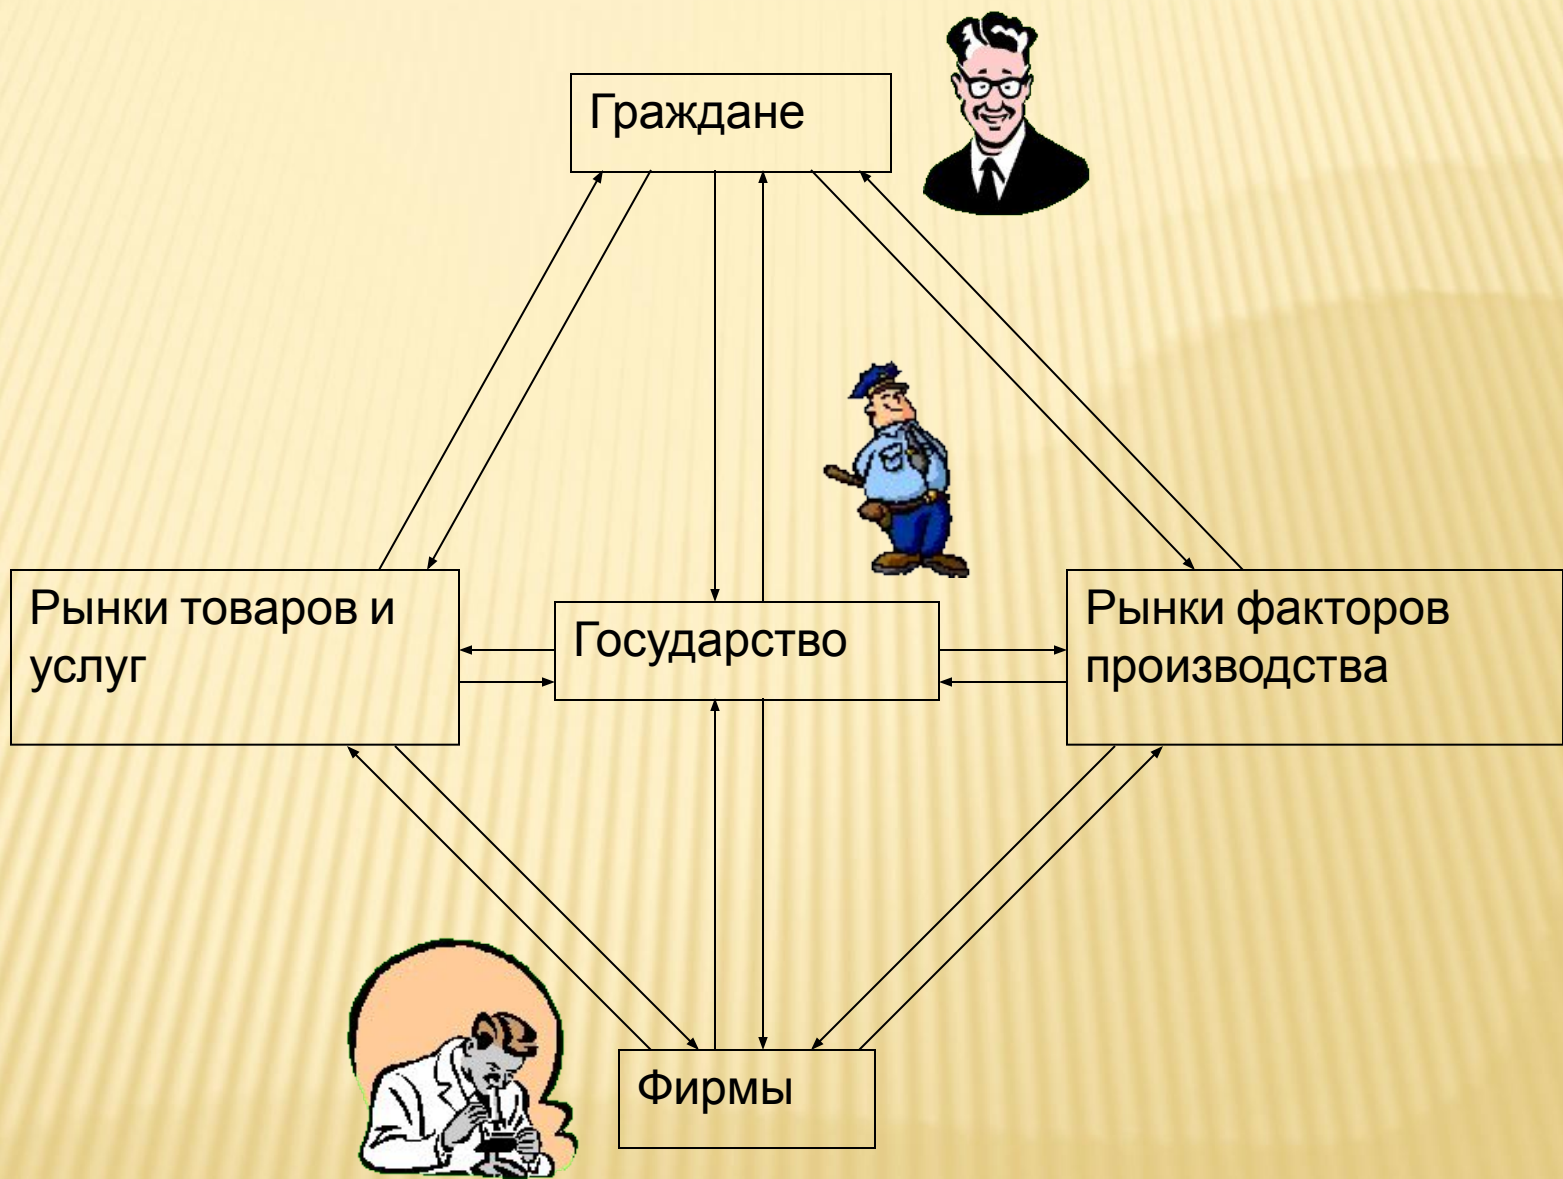 Граждане
Рынки товаров и
услуг
Государство
Рынки факторов
производства
Фирмы